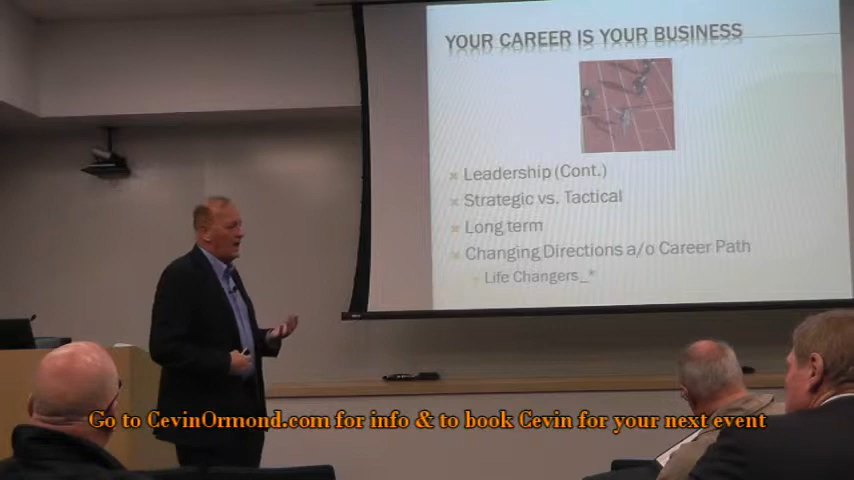 YOUR CAREER IS YOUR BUSINESS
Leadership (Cont.)
Strategic vs. Tactical
Long term
Changing Directions a/o Career Path
Life Changers_*
Go to CevinOrmond.com for info & to book Cevin for your next event